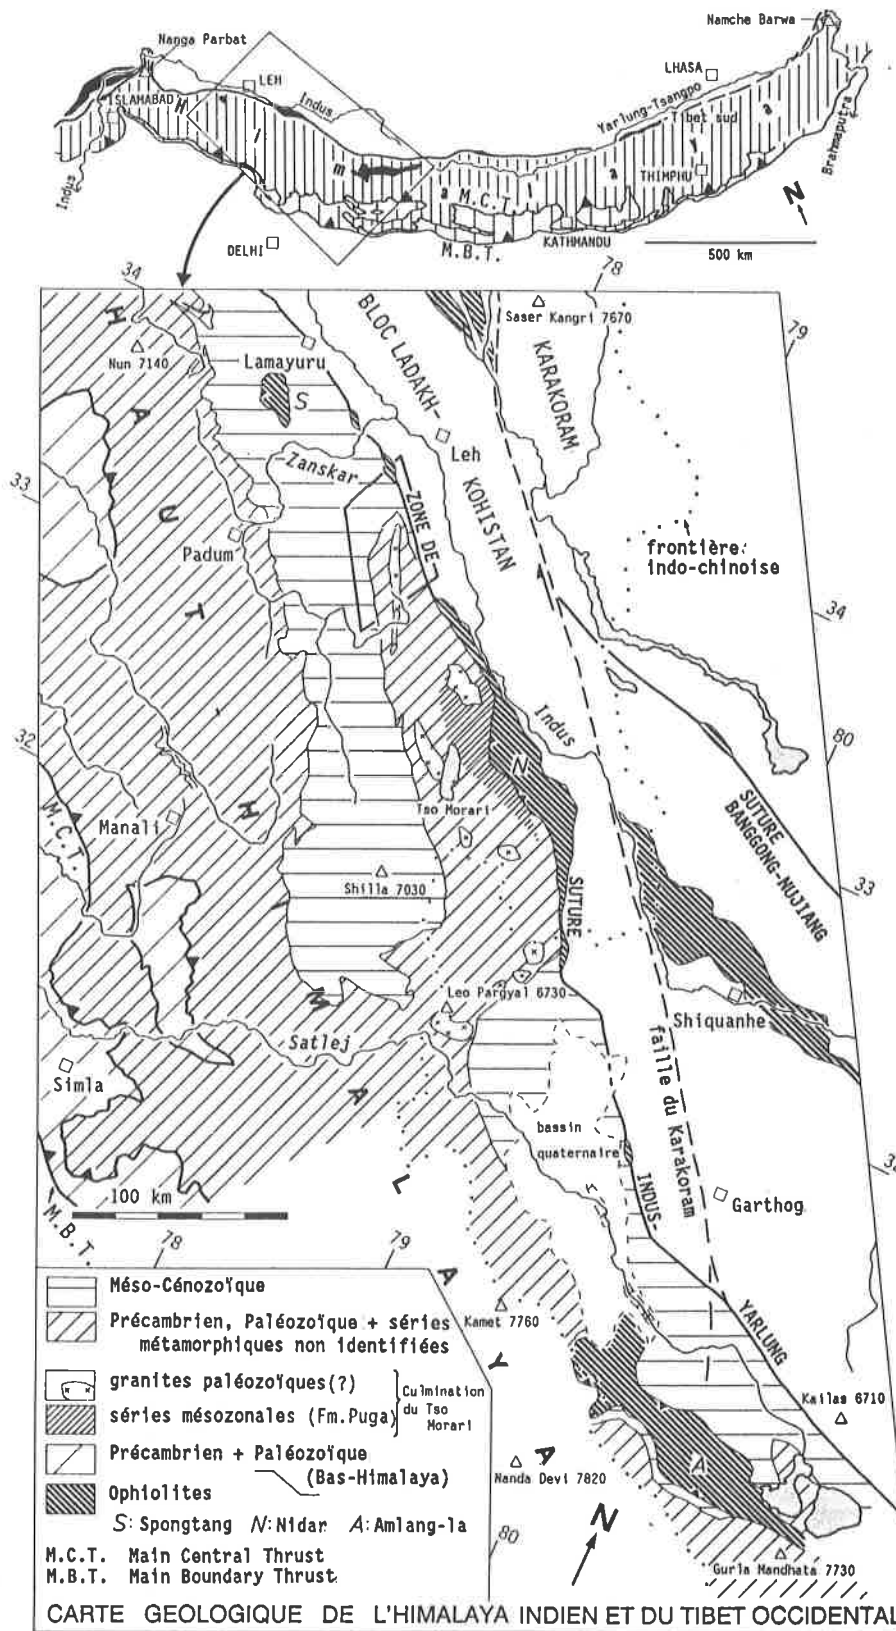 Namche Barwa
Nanga Parbat
LEH
LHASA
ISLAMABAD
Indus
Yarlung-Tsangpo
Tibet sud
Brahmaputra
H i m a l a a
Indus
M.C.T.
THIMPHU
N
DELHI
M.B.T.
KATHMANDU
500 km
34
78
79
Saser Kangri 7670
Nun 7140
Lamayuru
BLOC LADAKH-
KOHISTAN
KARAKORAM
S
Leh
Zanskar
33
ZONE DE
Padum
frontière
indo-chinoise
34
HAUT-HIMALAYA
Indus
32
N
80
M.C.T.
Manali
Tso Morari
SUTURE
BANGGONG-NUJIANG
Shilla 7030
SUTURE
33
Leo Pargyal 6730
Shiquanhe
Satlej
Simla
faille du Karakoram
bassin
quaternaire
32
INDUS-
100 km
Garthog
M.B.T.
78
79
YARLUNG
Kamet 7760
Kailas 6710
Méso-Cénozoïque
Précambrien, Paléozoïque + séries
métamorphiques non identifiées
granites paléozoïques(?)
séries mésozonales (Fm.Puga)
Culmination
du Tso
Morari
Précambrien + Paléozoïque
(Bas-Himalaya)
Ophiolites
S: Spongtang N: Nidar A: Amlang-la
M.C.T. Main Central Thrust
M.B.T. Main Boundary Thrust
A
Nanda Devi 7820
80
N
Gurla Mandhata 7730
CARTE GEOLOGIQUE DE L'HIMALAYA INDIEN ET DU TIBET OCCIDENTAL